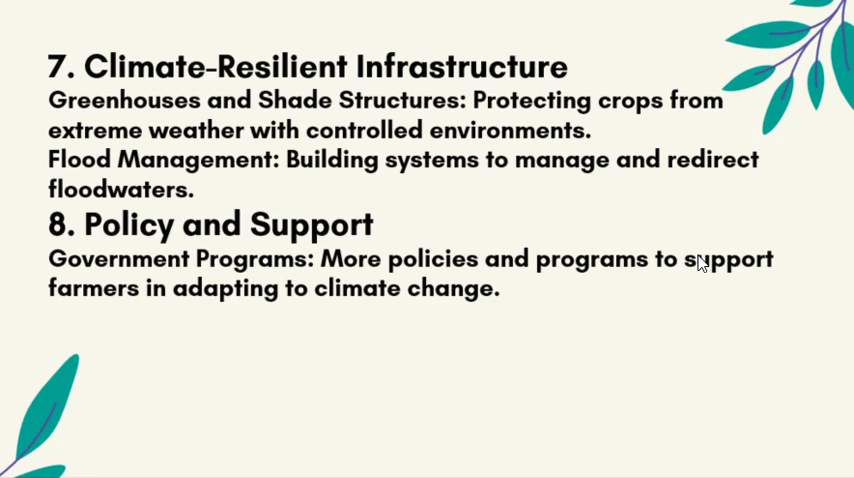 7. Climate-Resilient Infrastructure
Greenhouses and Shade Structures: Protecting crops from
extreme weather with controlled environments.
Flood Management: Building systems to manage and redirect
floodwaters.
8. Policy and Support
Government Programs: More policies and programs to support
farmers in adapting to climate change.